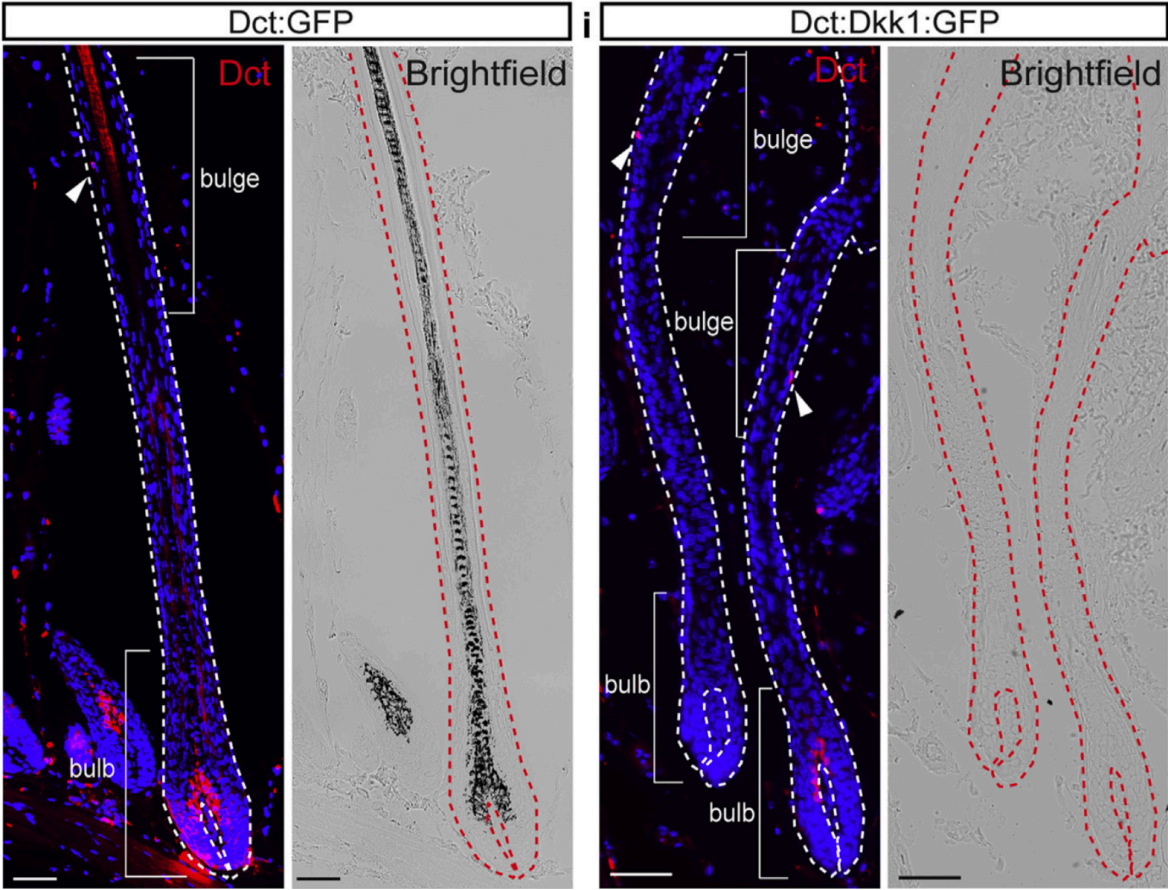 Dct:GFP
i
Dct:Dkk1:GFP
Dct
Brightfield
Dct
Brightfield
bulge
bulge
bulge
bulb
bulb
bulb